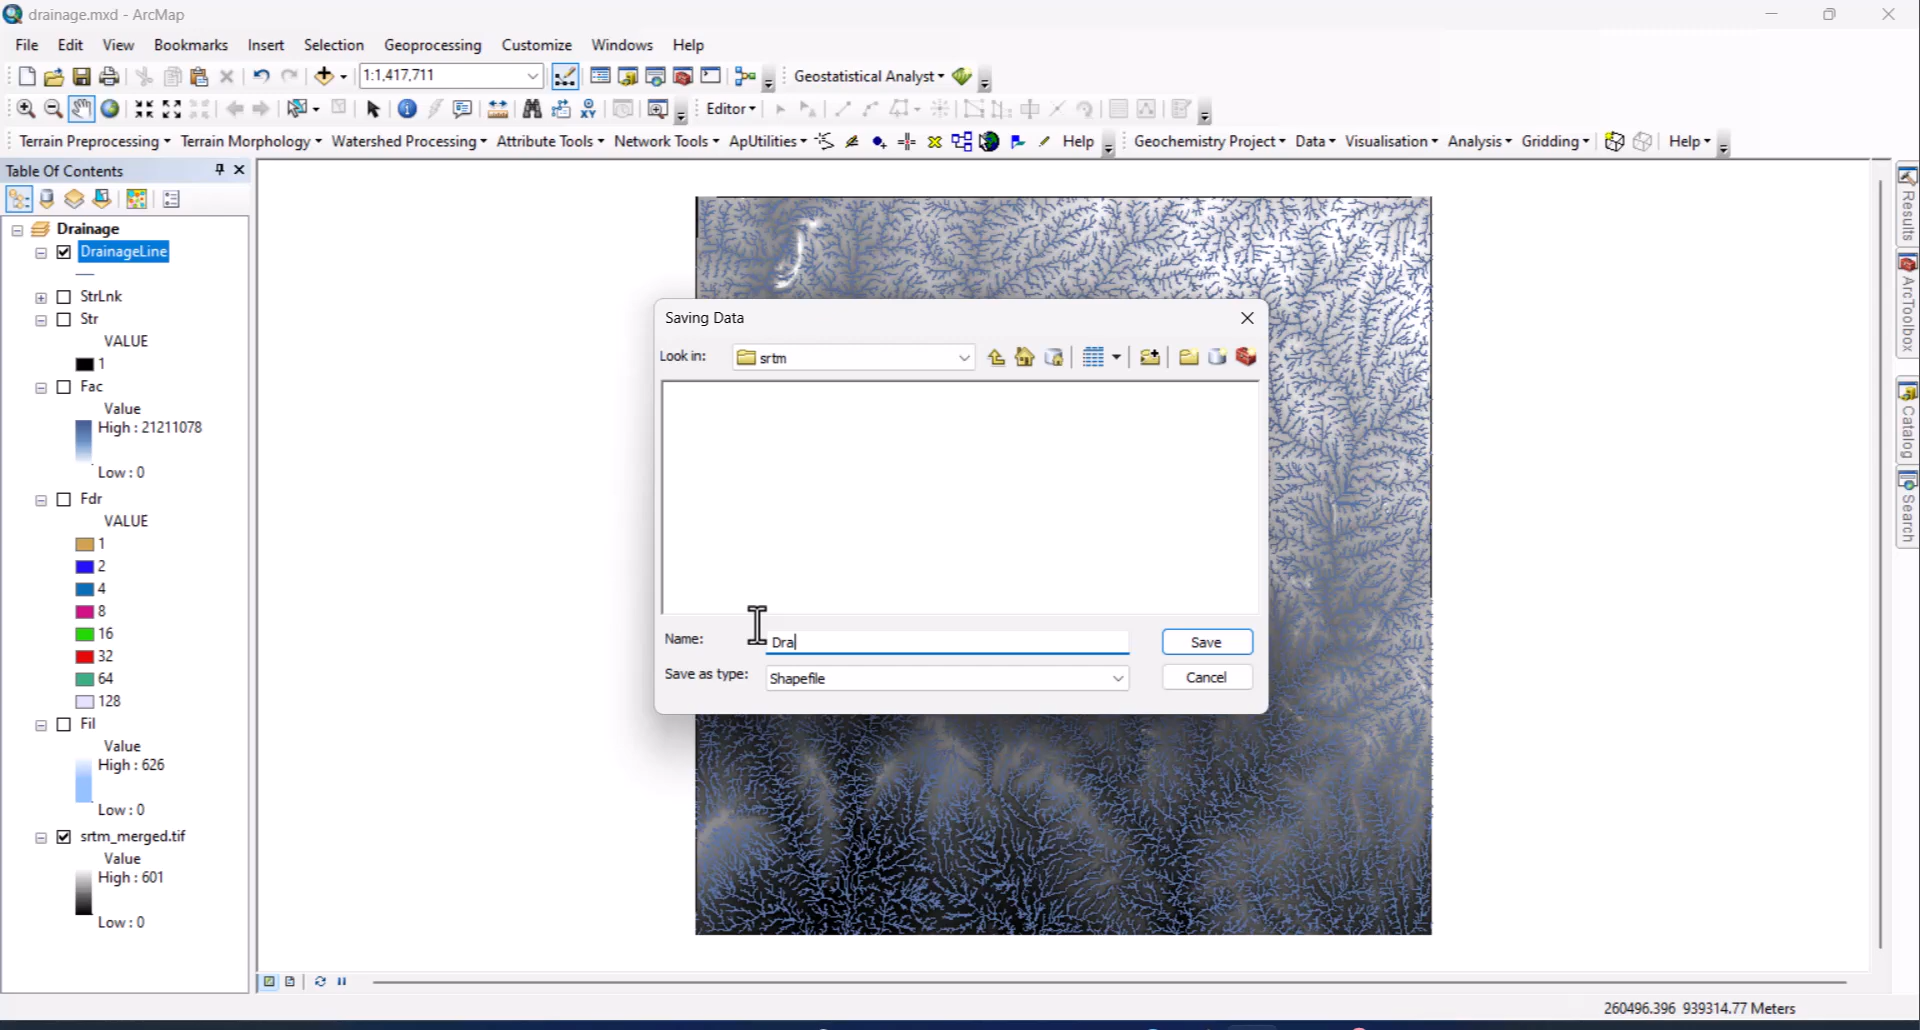 drainage.mxd - ArcMap
File Edit View Bookmarks Insert Selection Geoprocessing Customize Windows Help
1:1,417,711 Geostatistical Analyst
Editor
Terrain Preprocessing Terrain Morphology Watershed Processing Attribute Tools Network Tools ApUtilities Help Geochemistry Project Data Visualisation Analysis Gridding Help
Table Of Contents
Drainage
DrainageLine
StrLnk
Str
VALUE
1
Fac
Value
High : 21211078
Low : 0
Fdr
VALUE
1
2
4
8
16
32
64
128
Fil
Value
High : 626
Low : 0
srtm_merged.tif
Value
High : 601
Low : 0
Saving Data
Look in: srtm
Name: Dra
Save
Save as type: Shapefile
Cancel
Results
ArcToolbox
Catalog
Search
260496.396 939314.77 Meters